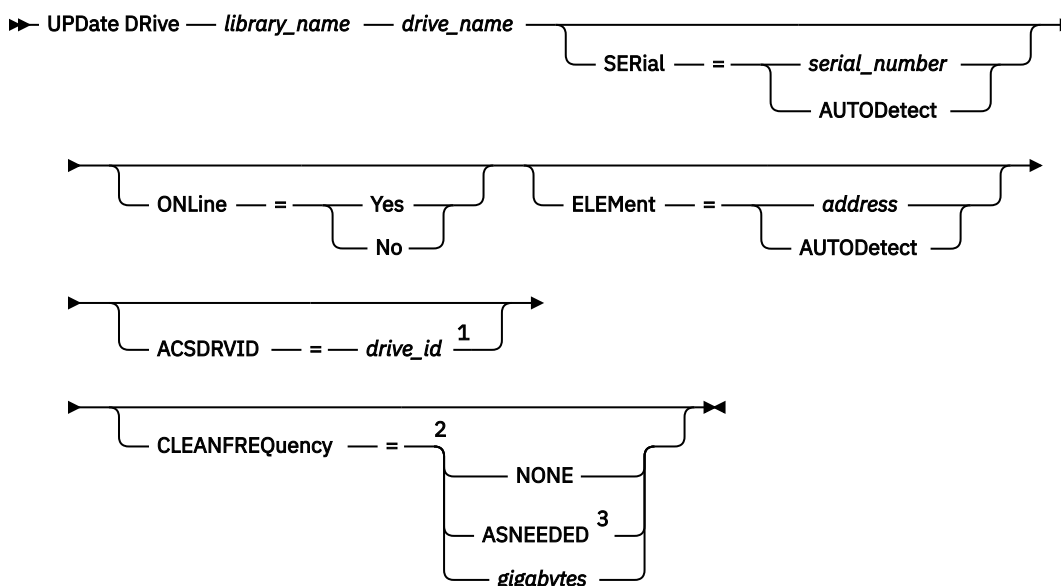 UPDate DRive library_name drive_name
SERial = serial_number
AUTODetect
ONLine = Yes
No
ELEMent = address
AUTODetect
ACSDRVID = drive_id 1
CLEANFREQuency = 2
NONE
ASNEEDED 3
gigabytes